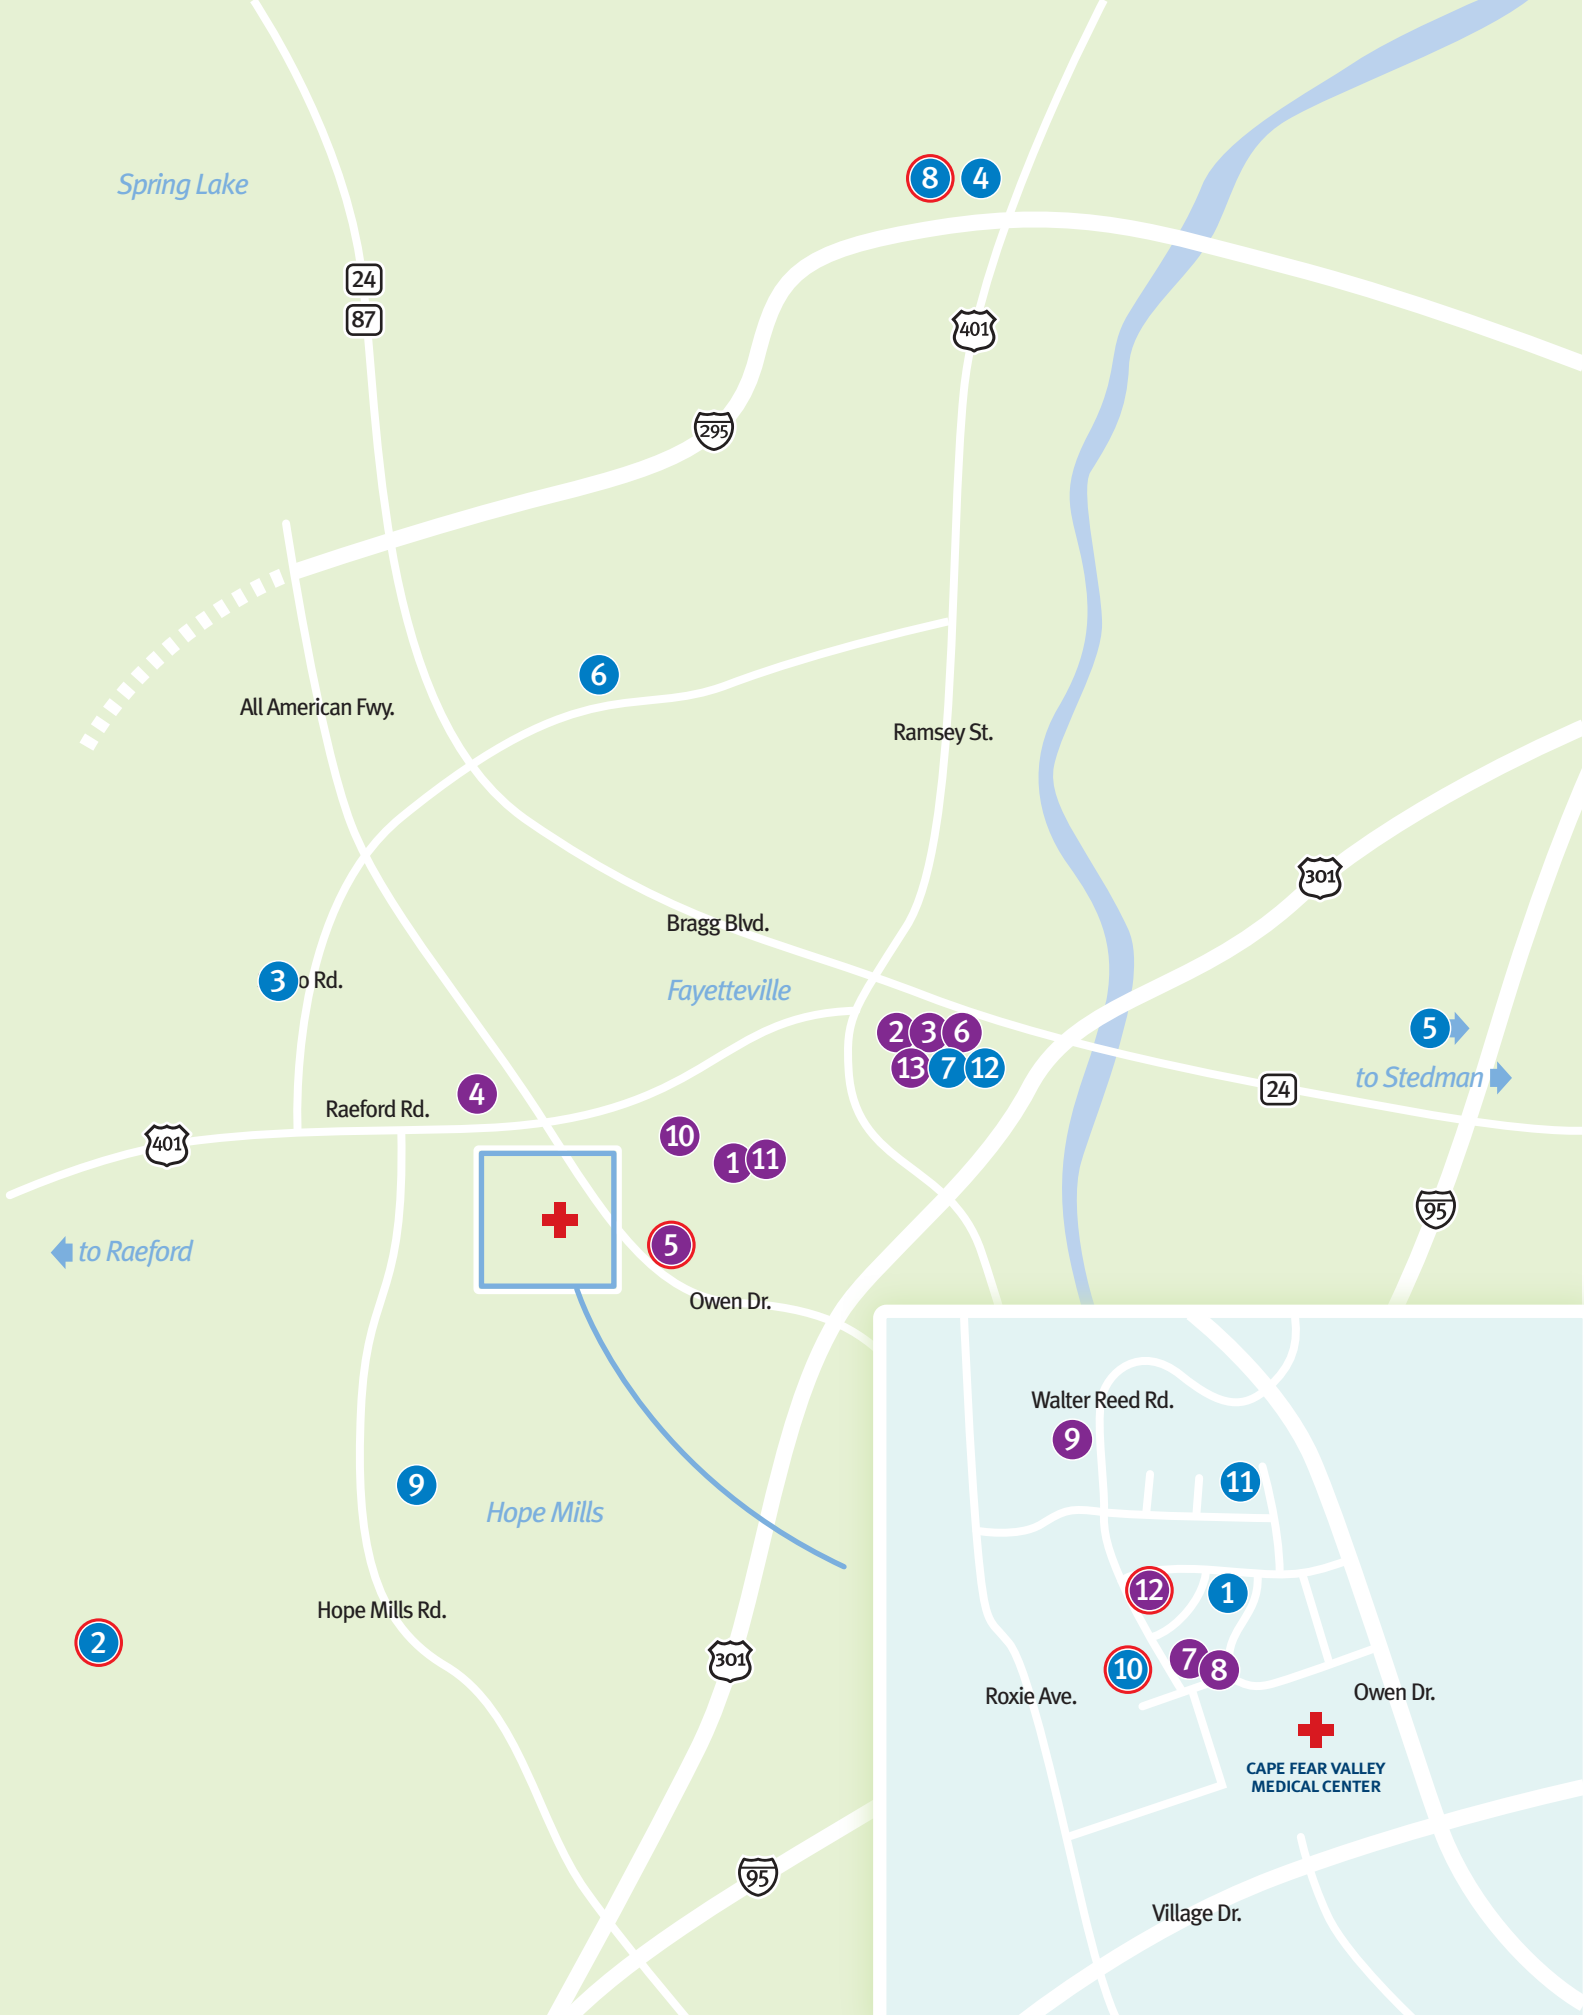 8 4
Spring Lake
24
87
401
295
6
All American Fwy.
Ramsey St.
301
Bragg Blvd.
3 o Rd.
Fayetteville
2 3 6
13 7 12
5
to Stedman
24
4
Raeford Rd.
401
10
1 11
95
to Raeford
5
Owen Dr.
Walter Reed Rd.
9
11
9
Hope Mills
12 1
Hope Mills Rd.
2
301
7 8
10
Roxie Ave.
Owen Dr.
CAPE FEAR VALLEY
MEDICAL CENTER
95
Village Dr.